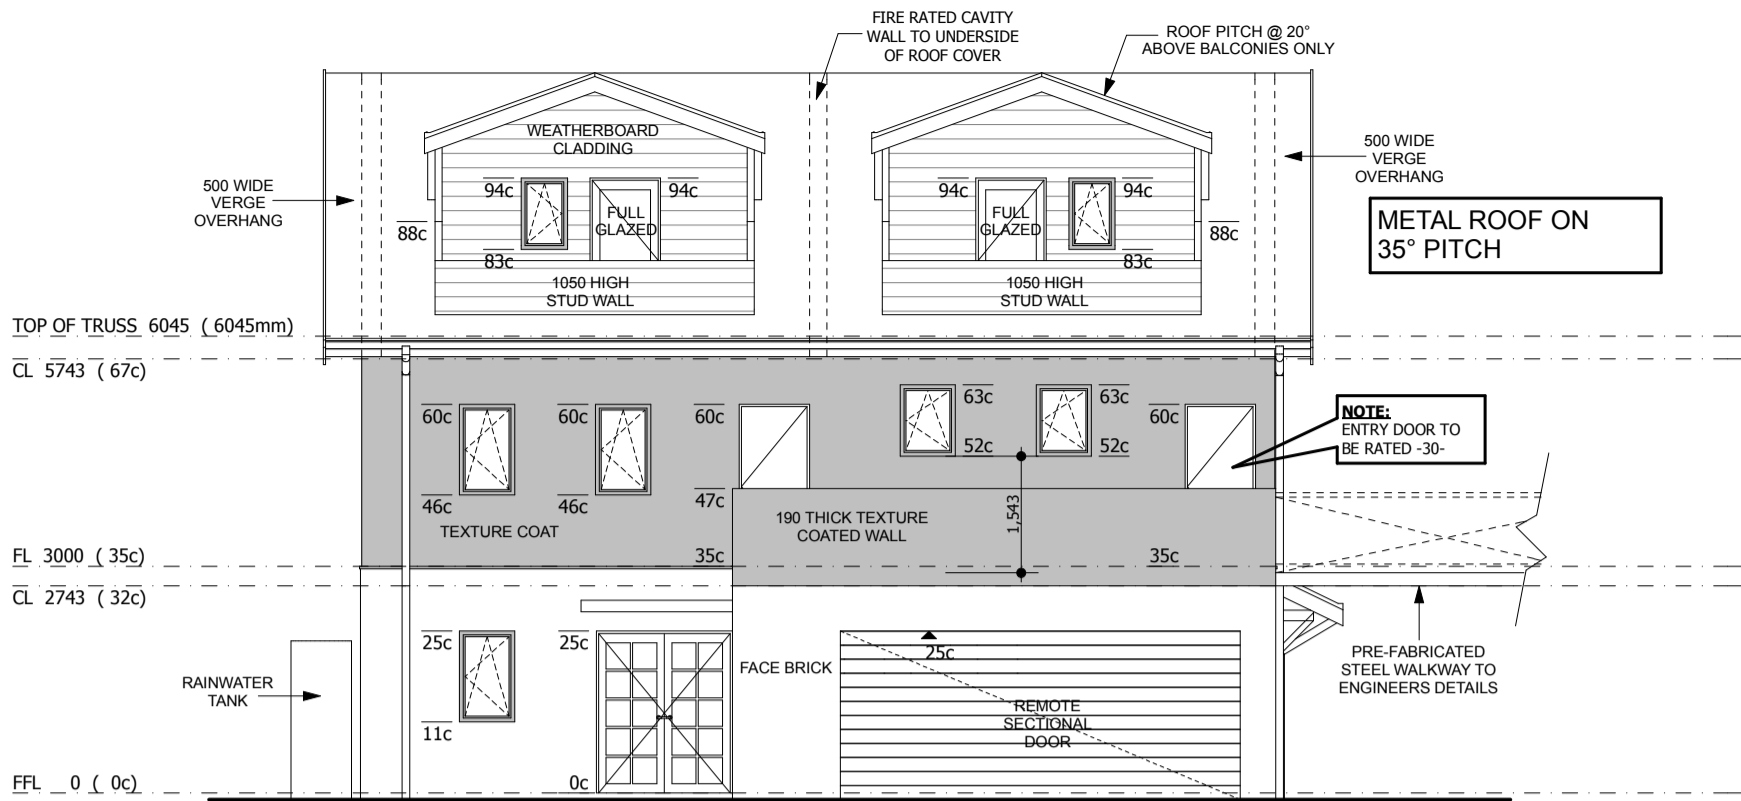 FIRE RATED CAVITY
WALL TO UNDERSIDE
OF ROOF COVER
ROOF PITCH @ 20°
ABOVE BALCONIES ONLY
WEATHERBOARD
CLADDING
500 WIDE
VERGE
OVERHANG
500 WIDE
VERGE
OVERHANG
94c
94c
94c
94c
FULL
GLAZED
FULL
GLAZED
88c
88c
83c
83c
METAL ROOF ON
35° PITCH
1050 HIGH
STUD WALL
1050 HIGH
STUD WALL
TOP OF TRUSS 6045 ( 6045mm)
CL 5743 ( 67c)
60c
60c
60c
63c
63c
60c
NOTE:
ENTRY DOOR TO
BE RATED -30-
52c
52c
46c
46c
47c
TEXTURE COAT
190 THICK TEXTURE
COATED WALL
1,543
FL 3000 ( 35c)
35c
35c
CL 2743 ( 32c)
25c
25c
25c
FACE BRICK
PRE-FABRICATED
STEEL WALKWAY TO
ENGINEERS DETAILS
RAINWATER
TANK
REMOTE
SECTIONAL
DOOR
11c
FFL 0 ( 0c)
0c